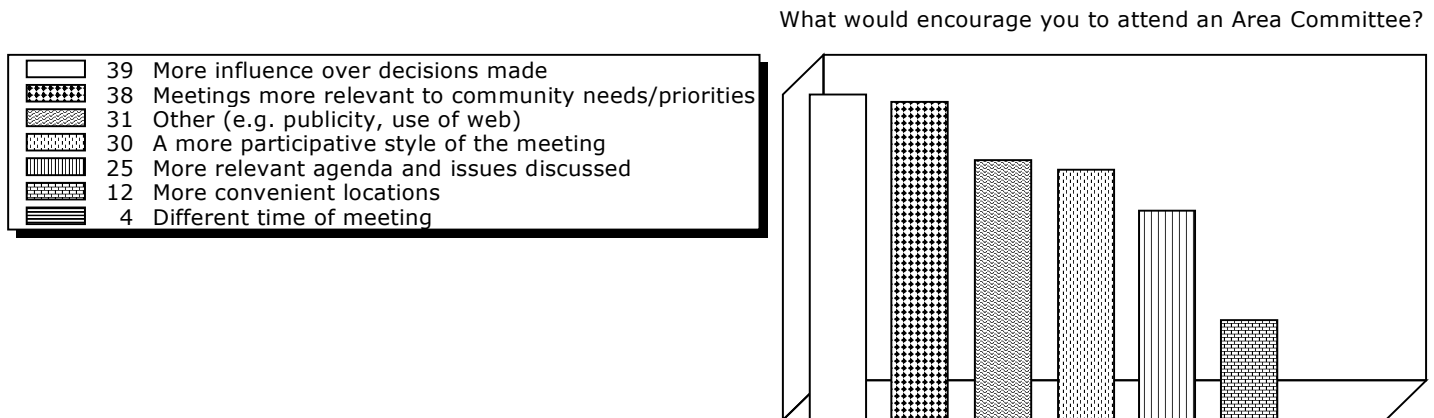 What would encourage you to attend an Area Committee?
39 More influence over decisions made
38 Meetings more relevant to community needs/priorities
31 Other (e.g. publicity, use of web)
30 A more participative style of the meeting
25 More relevant agenda and issues discussed
12 More convenient locations
4 Different time of meeting